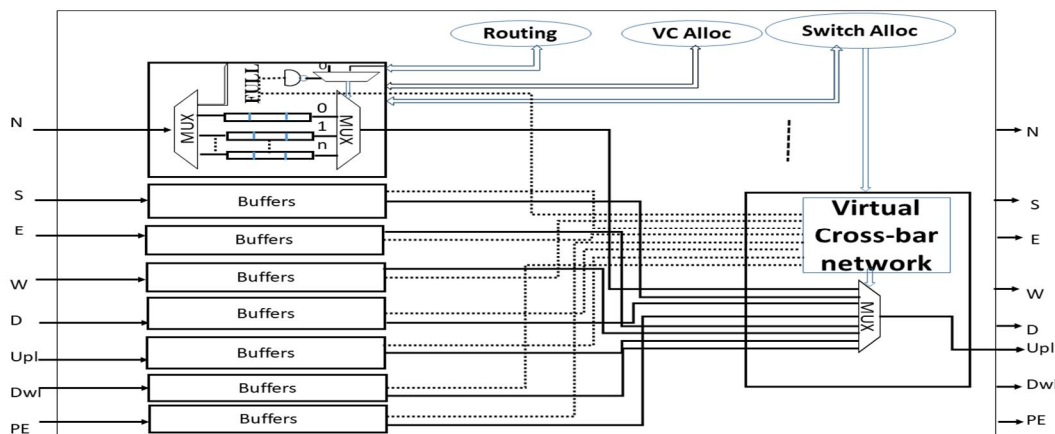 Routing
VC Alloc
Switch Alloc
FULL
0
MUX
0
1
n
MUX
N
N
S
Buffers
S
E
Buffers
E
Virtual
Cross-bar
network
W
Buffers
W
D
Buffers
D
MUX
Upl
Buffers
Upl
Dwl
Buffers
Dwl
PE
Buffers
PE